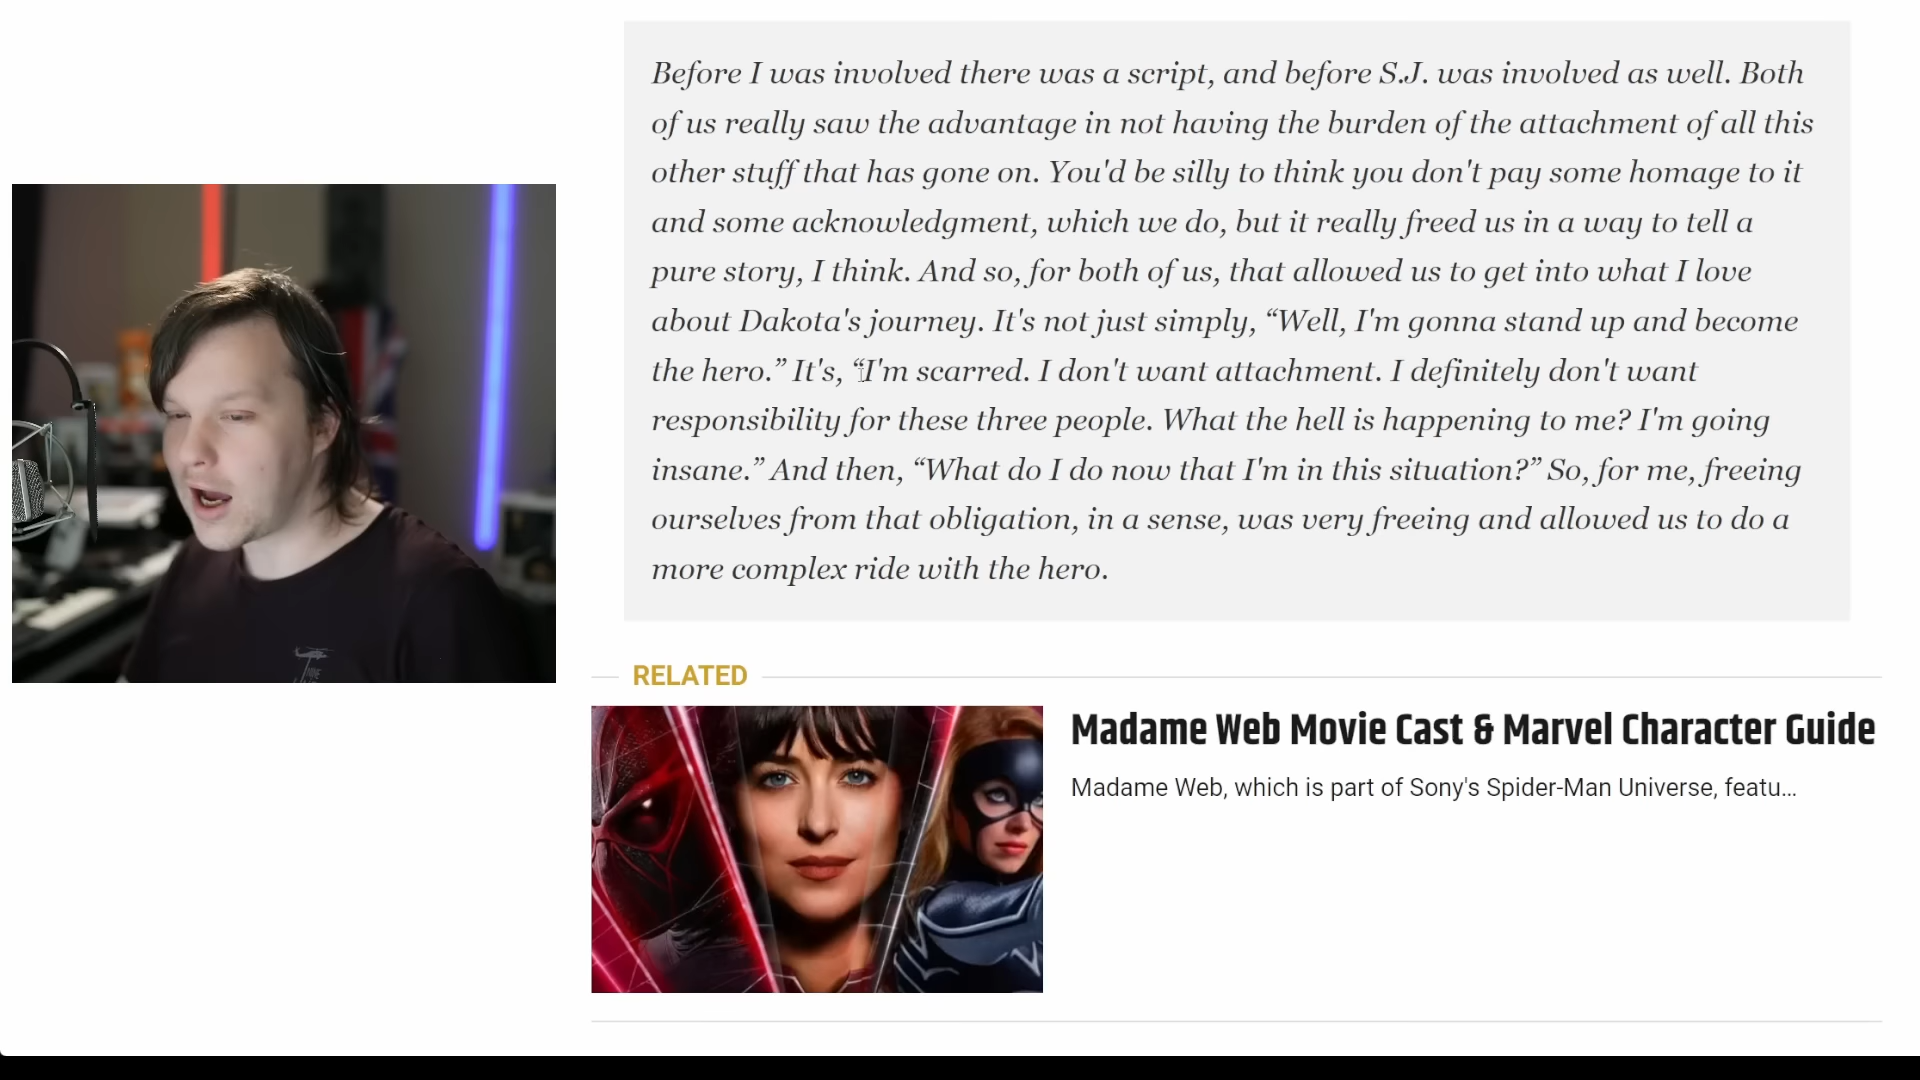 Before I was involved there was a script, and before S.J. was involved as well. Both
of us really saw the advantage in not having the burden of the attachment of all this
other stuff that has gone on. You'd be silly to think you don't pay some homage to it
and some acknowledgment, which we do, but it really freed us in a way to tell a
pure story, I think. And so, for both of us, that allowed us to get into what I love
about Dakota's journey. It's not just simply, “Well, I'm gonna stand up and become
the hero.” It's, “I'm scarred. I don't want attachment. I definitely don't want
responsibility for these three people. What the hell is happening to me? I'm going
insane.” And then, “What do I do now that I'm in this situation?” So, for me, freeing
ourselves from that obligation, in a sense, was very freeing and allowed us to do a
more complex ride with the hero.
RELATED
Madame Web Movie Cast & Marvel Character Guide
Madame Web, which is part of Sony's Spider-Man Universe, featu...